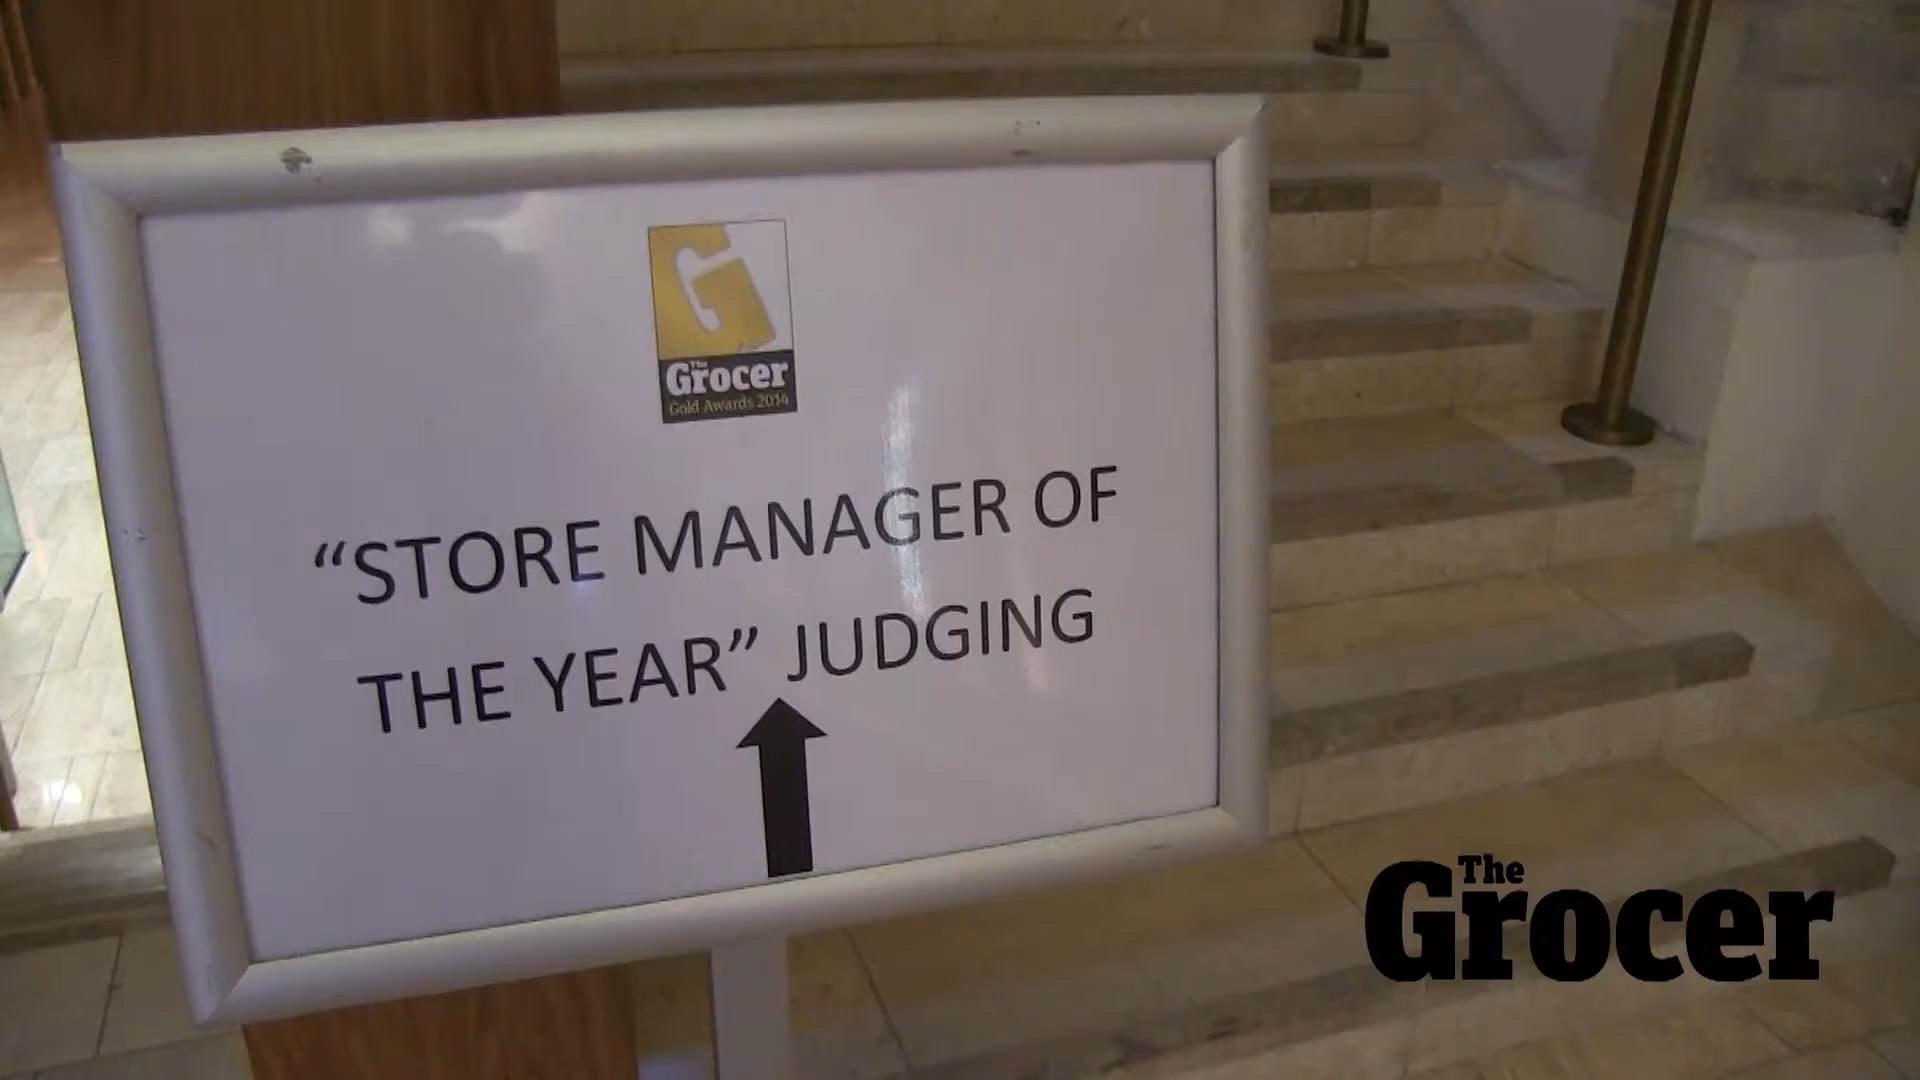 The
Grocer
Gold Awards 2014
“STORE MANAGER OF
THE YEAR” JUDGING
The
Grocer